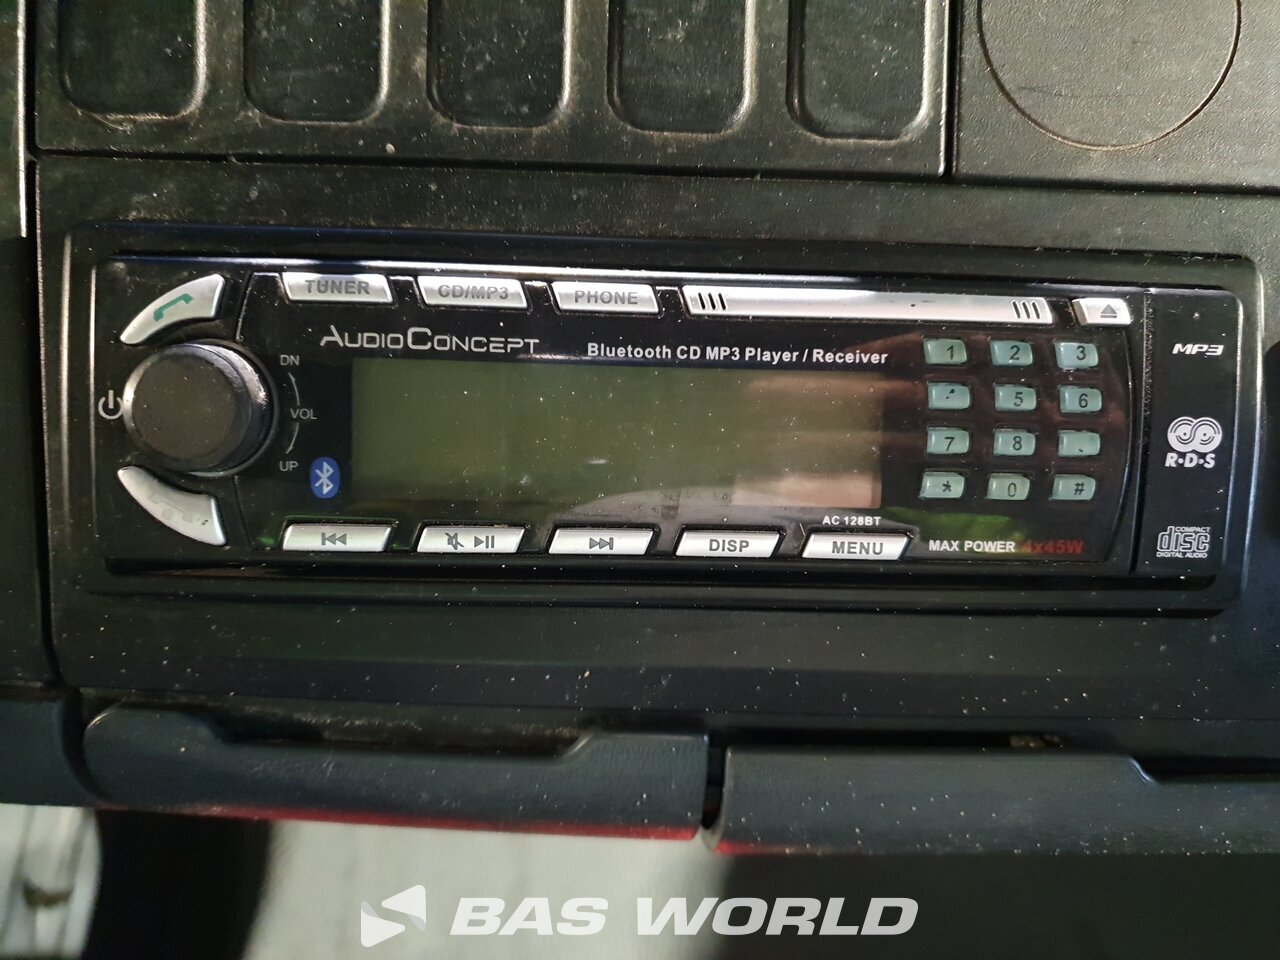 TUNER
CD/MP3
PHONE
AUDIOCONCEPT
Bluetooth CD MP3 Player / Receiver
DN
VOL
UP
1 2 3
5 6
7 8
* 0 #
MP3
R·D·S
COMPACT
disc
DIGITAL AUDIO
AC 128BT
DISP
MENU
MAX POWER 4x45W
BAS WORLD